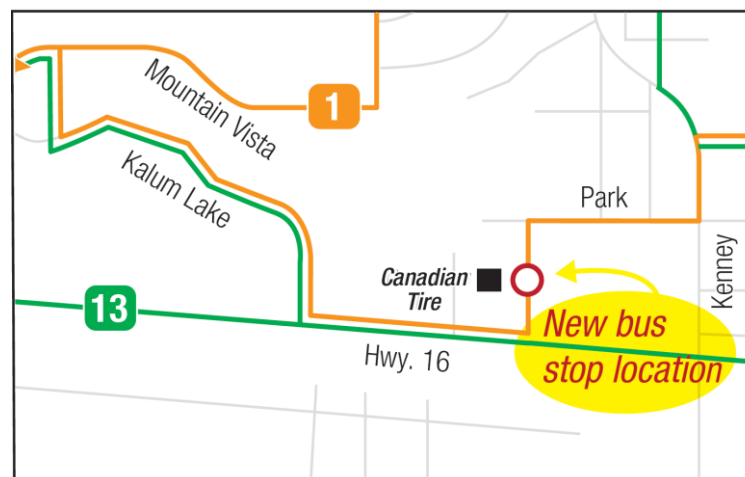 Mountain Vista
1
Kalum Lake
Park
Canadian
Tire
Kenney
13
New bus
stop location
Hwy. 16